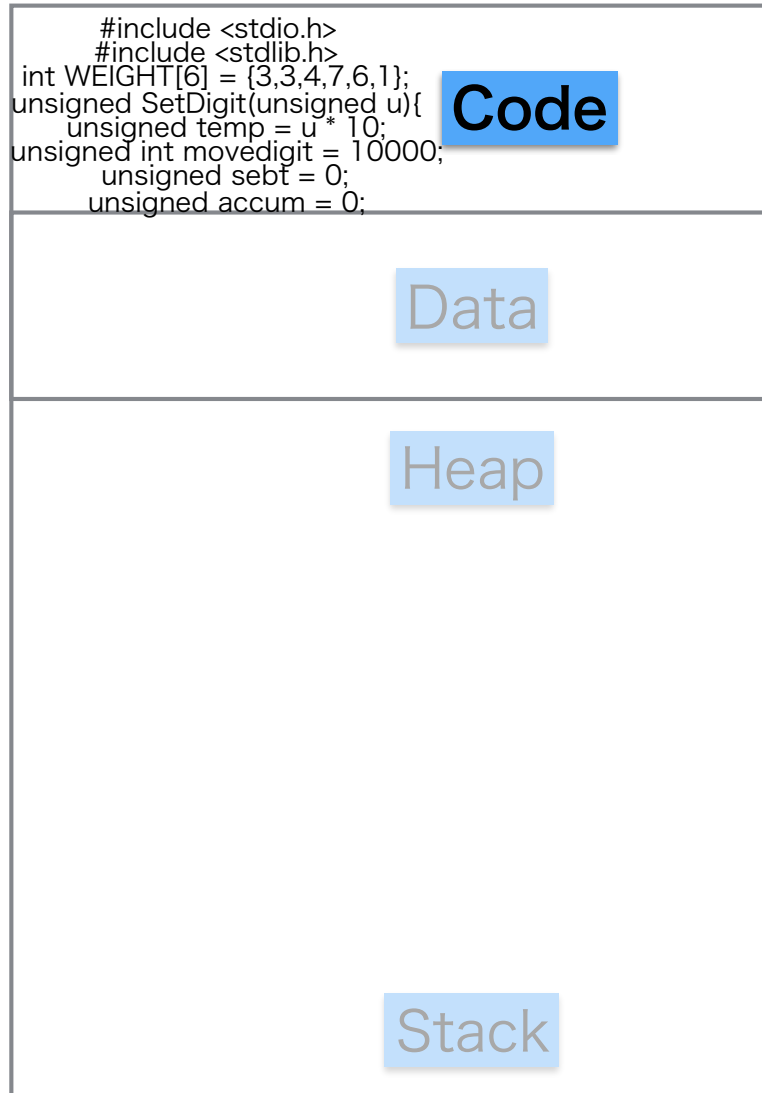 #include <stdio.h>
#include <stdlib.h>
int WEIGHT[6] = {3,3,4,7,6,1};
unsigned SetDigit(unsigned u){
unsigned temp = u * 10;
unsigned int movedigit = 10000;
unsigned sebt = 0;
unsigned accum = 0;
Code
Data
Heap
Stack